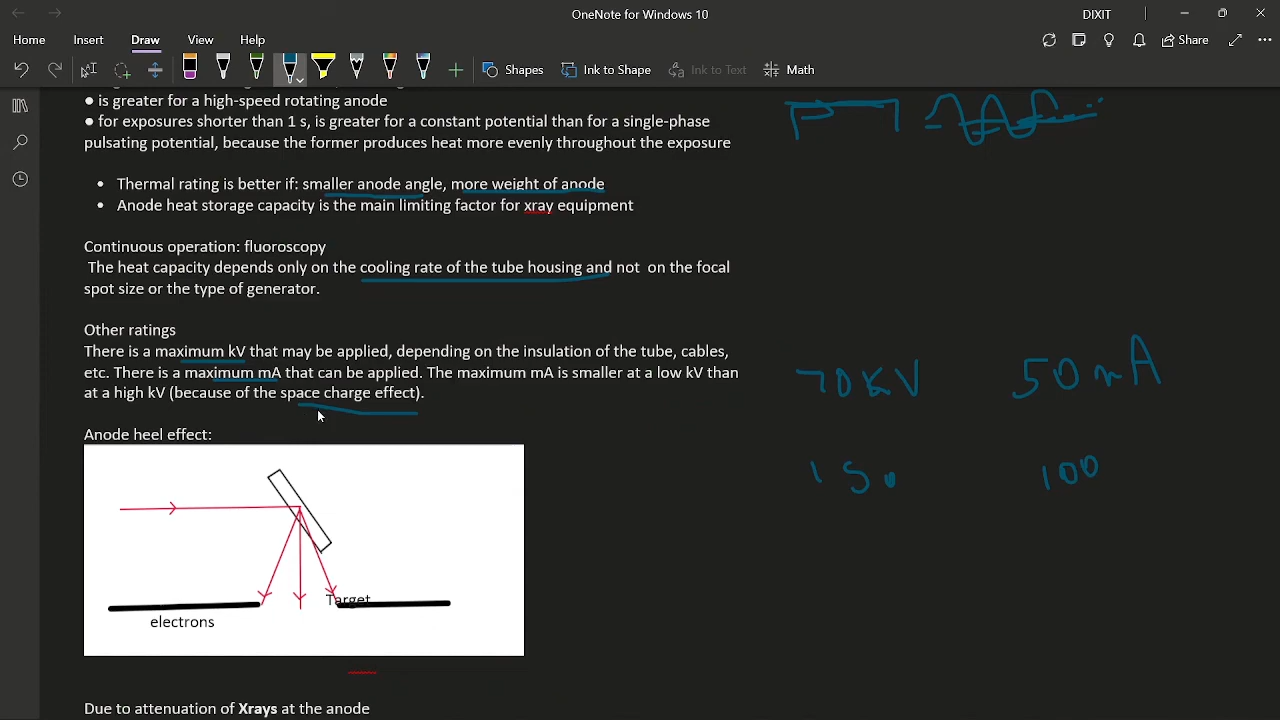 OneNote for Windows 10
DIXIT
Home Insert Draw View Help
Share
Shapes Ink to Shape Ink to Text Math
● is greater for a high-speed rotating anode
● for exposures shorter than 1 s, is greater for a constant potential than for a single-phase
pulsating potential, because the former produces heat more evenly throughout the exposure
• Thermal rating is better if: smaller anode angle, more weight of anode
• Anode heat storage capacity is the main limiting factor for xray equipment
Continuous operation: fluoroscopy
The heat capacity depends only on the cooling rate of the tube housing and not on the focal
spot size or the type of generator.
Other ratings
There is a maximum kV that may be applied, depending on the insulation of the tube, cables,
etc. There is a maximum mA that can be applied. The maximum mA is smaller at a low kV than
at a high kV (because of the space charge effect).
70 KV 50 mA
150 100
Anode heel effect:
Target
electrons
Due to attenuation of Xrays at the anode